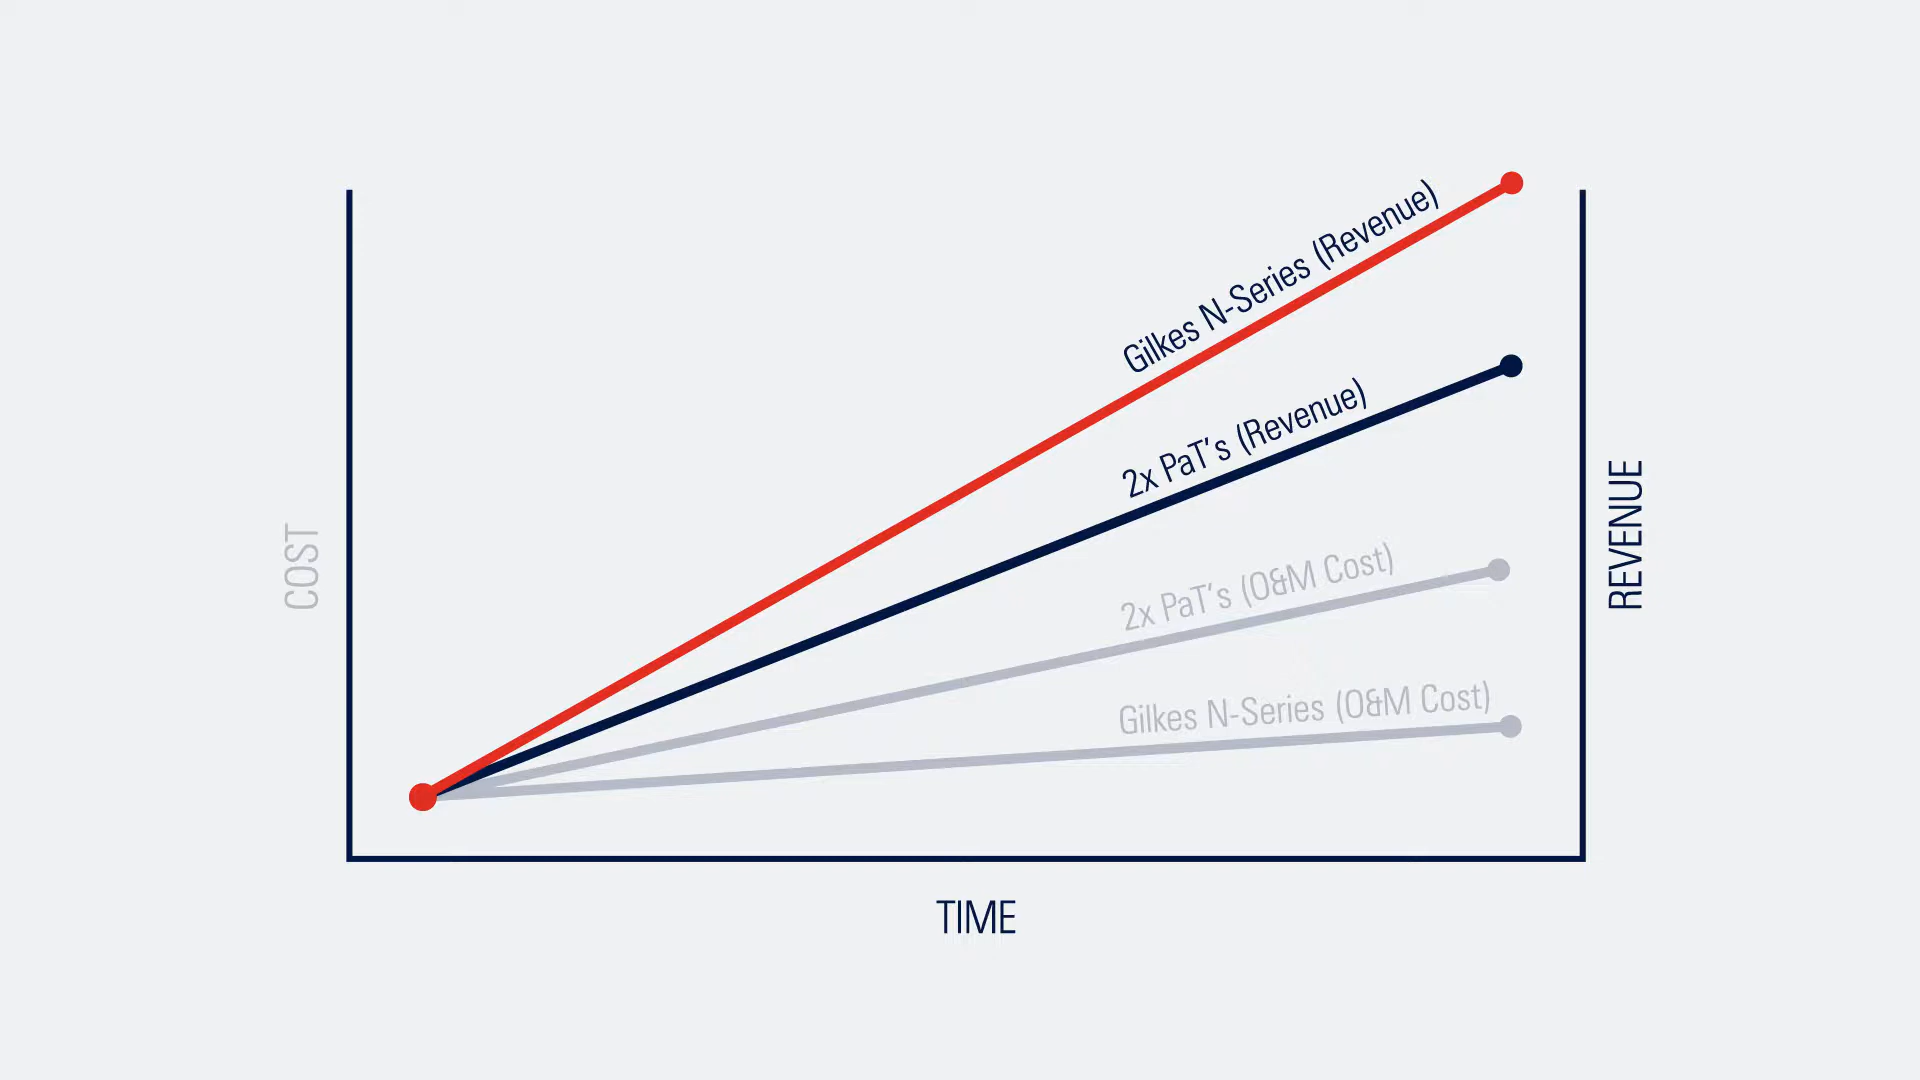 Gilkes N-Series (Revenue)
2x PaT's (Revenue)
COST
REVENUE
2x PaT's (O&M Cost)
Gilkes N-Series (O&M Cost)
TIME